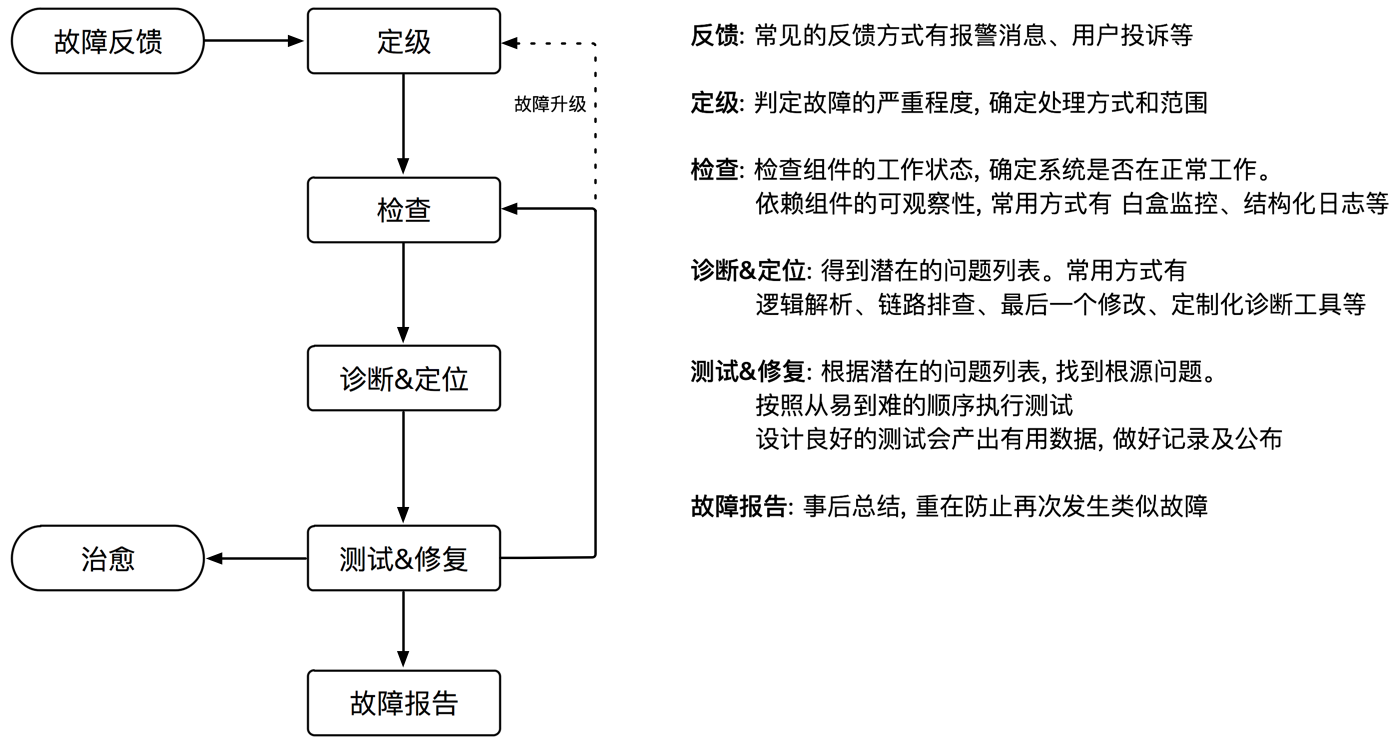 故障反馈
定级
故障升级
检查
诊断&定位
治愈
测试&修复
故障报告
反馈: 常见的反馈方式有报警消息、用户投诉等
定级: 判定故障的严重程度, 确定处理方式和范围
检查: 检查组件的工作状态, 确定系统是否在正常工作。
依赖组件的可观察性, 常用方式有 白盒监控、结构化日志等
诊断&定位: 得到潜在的问题列表。常用方式有
逻辑解析、链路排查、最后一个修改、定制化诊断工具等
测试&修复: 根据潜在的问题列表, 找到根源问题。
按照从易到难的顺序执行测试
设计良好的测试会产出有用数据, 做好记录及公布
故障报告: 事后总结, 重在防止再次发生类似故障